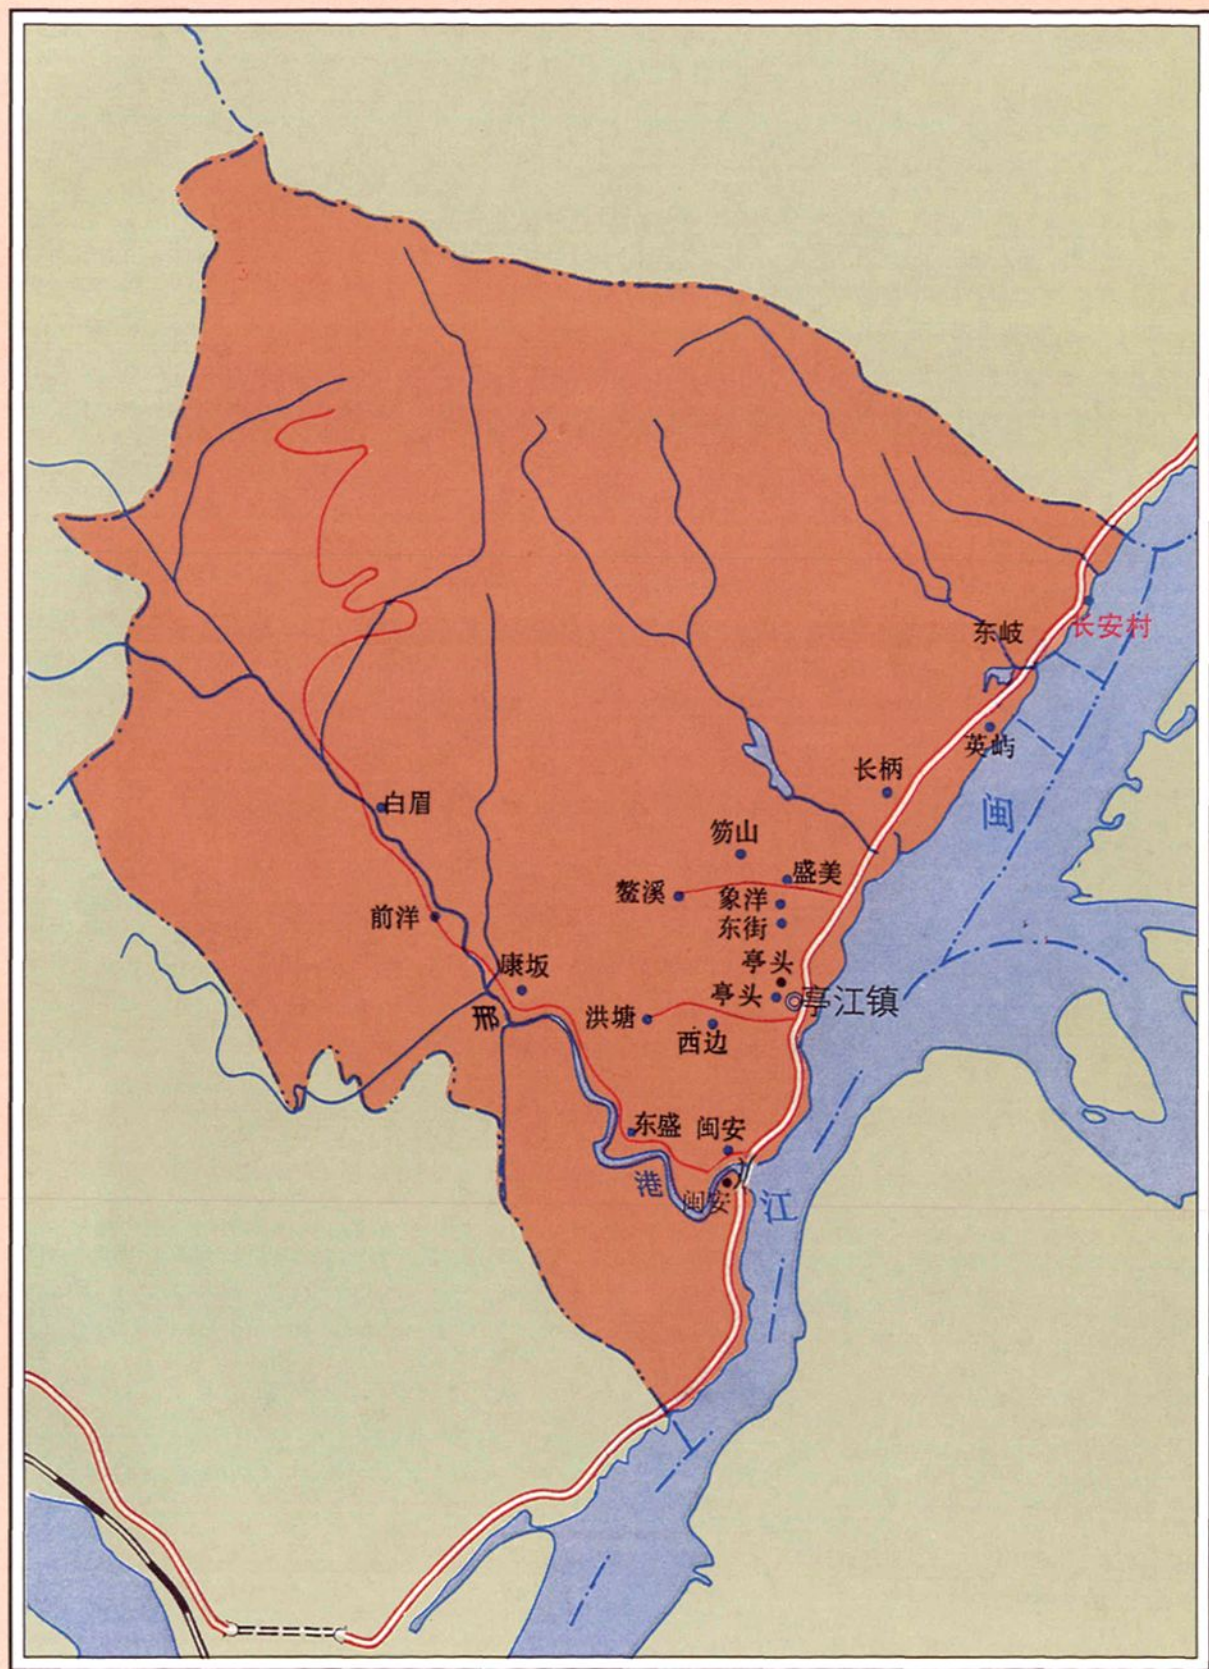 东岐
长安村
英屿
长柄
闽
白眉
笏山
盛美
鳌溪
象洋
东街
前洋
亭头
康坂
亭头
亭江镇
邢
洪塘
西边
东盛
闽安
港
闽安
江